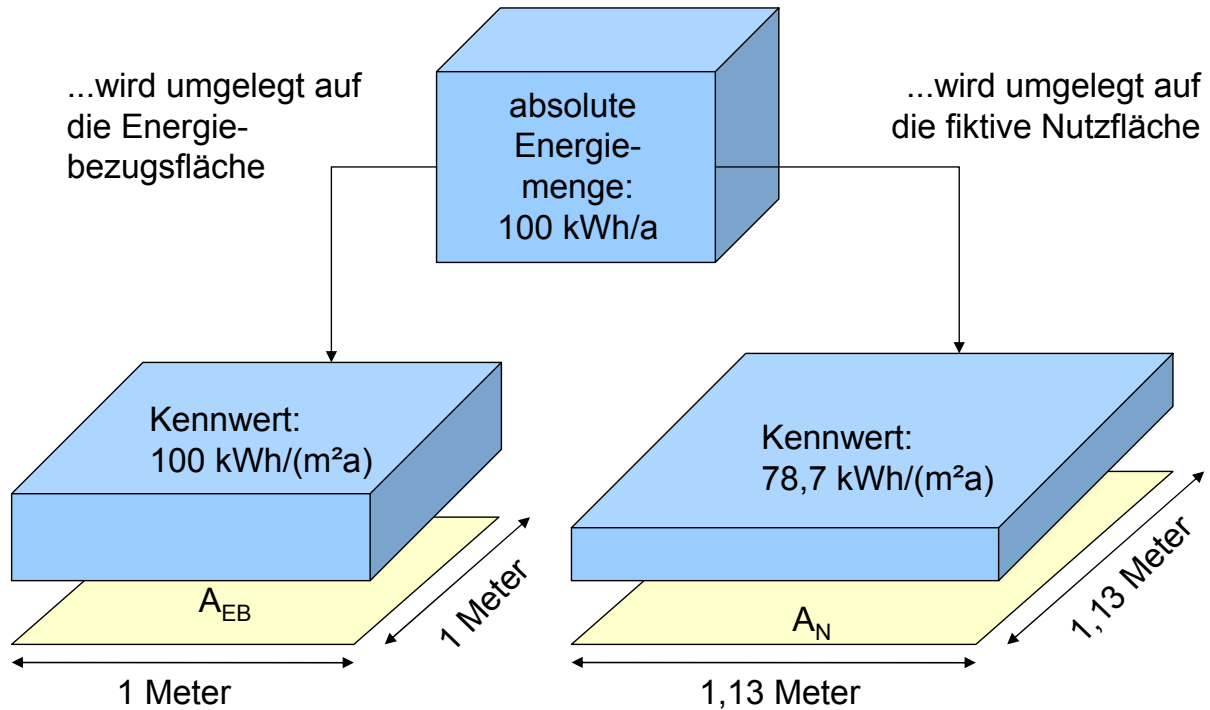 ...wird umgelegt auf
die Energie-
bezugsfläche
absolute
Energie-
menge:
100 kWh/a
...wird umgelegt auf
die fiktive Nutzfläche
Kennwert:
100 kWh/(m²a)
A_EB
1 Meter
1 Meter
Kennwert:
78,7 kWh/(m²a)
A_N
1,13 Meter
1,13 Meter